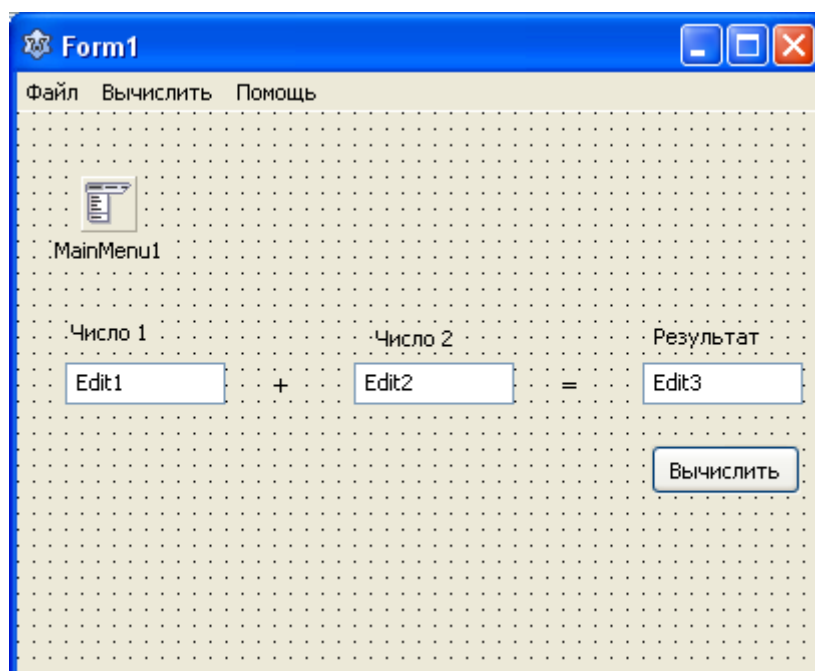 Form1
Файл Вычислить Помощь
MainMenu1
Число 1 Число 2 Результат
Edit1 + Edit2 = Edit3
Вычислить